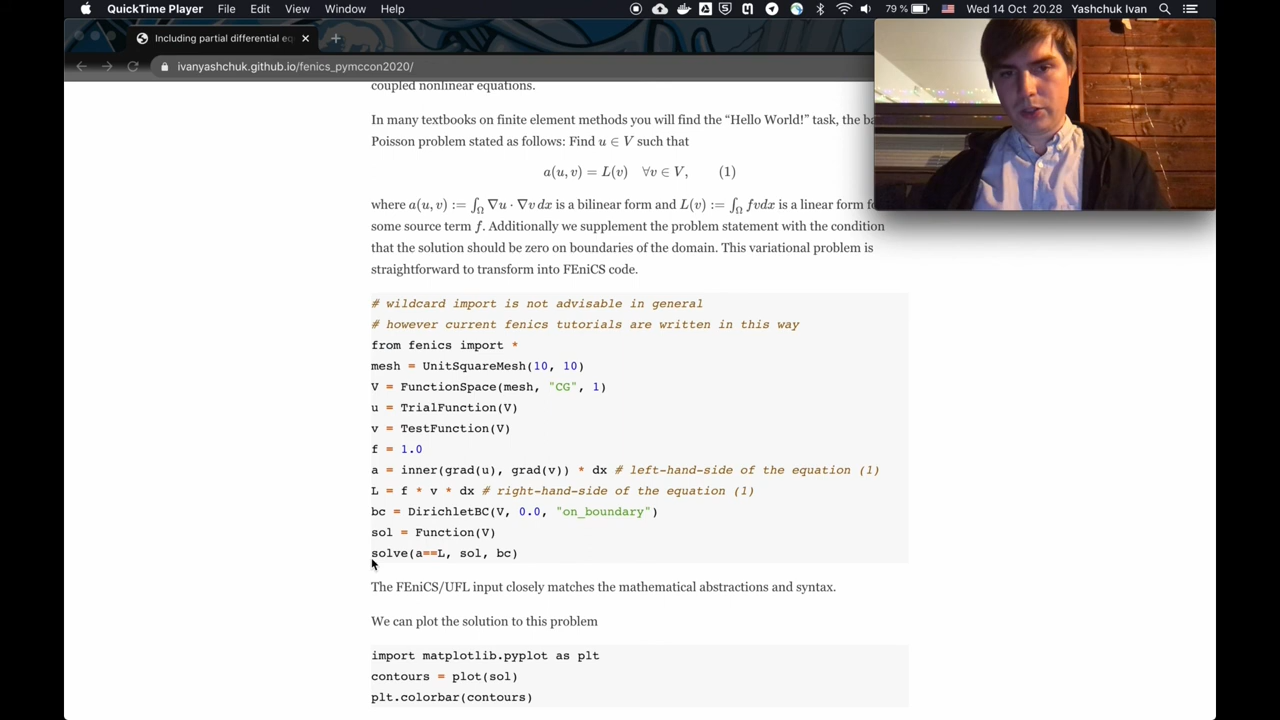 QuickTime Player File Edit View Window Help 79 % Wed 14 Oct 20.28 Yashchuk Ivan
Including partial differential eq
ivanyashchuk.github.io/fenics_pymccon2020/
coupled nonlinear equations.
In many textbooks on finite element methods you will find the “Hello World!” task, the
Poisson problem stated as follows: Find u ∈ V such that
a(u, v) = L(v) ∀v ∈ V, (1)
where a(u, v) := ∫Ω ∇u · ∇v dx is a bilinear form and L(v) := ∫Ω fvdx is a linear form
some source term f. Additionally we supplement the problem statement with the condition
that the solution should be zero on boundaries of the domain. This variational problem is
straightforward to transform into FEniCS code.
# wildcard import is not advisable in general
# however current fenics tutorials are written in this way
from fenics import *
mesh = UnitSquareMesh(10, 10)
V = FunctionSpace(mesh, "CG", 1)
u = TrialFunction(V)
v = TestFunction(V)
f = 1.0
a = inner(grad(u), grad(v)) * dx # left-hand-side of the equation (1)
L = f * v * dx # right-hand-side of the equation (1)
bc = DirichletBC(V, 0.0, "on_boundary")
sol = Function(V)
solve(a==L, sol, bc)
The FEniCS/UFL input closely matches the mathematical abstractions and syntax.
We can plot the solution to this problem
import matplotlib.pyplot as plt
contours = plot(sol)
plt.colorbar(contours)